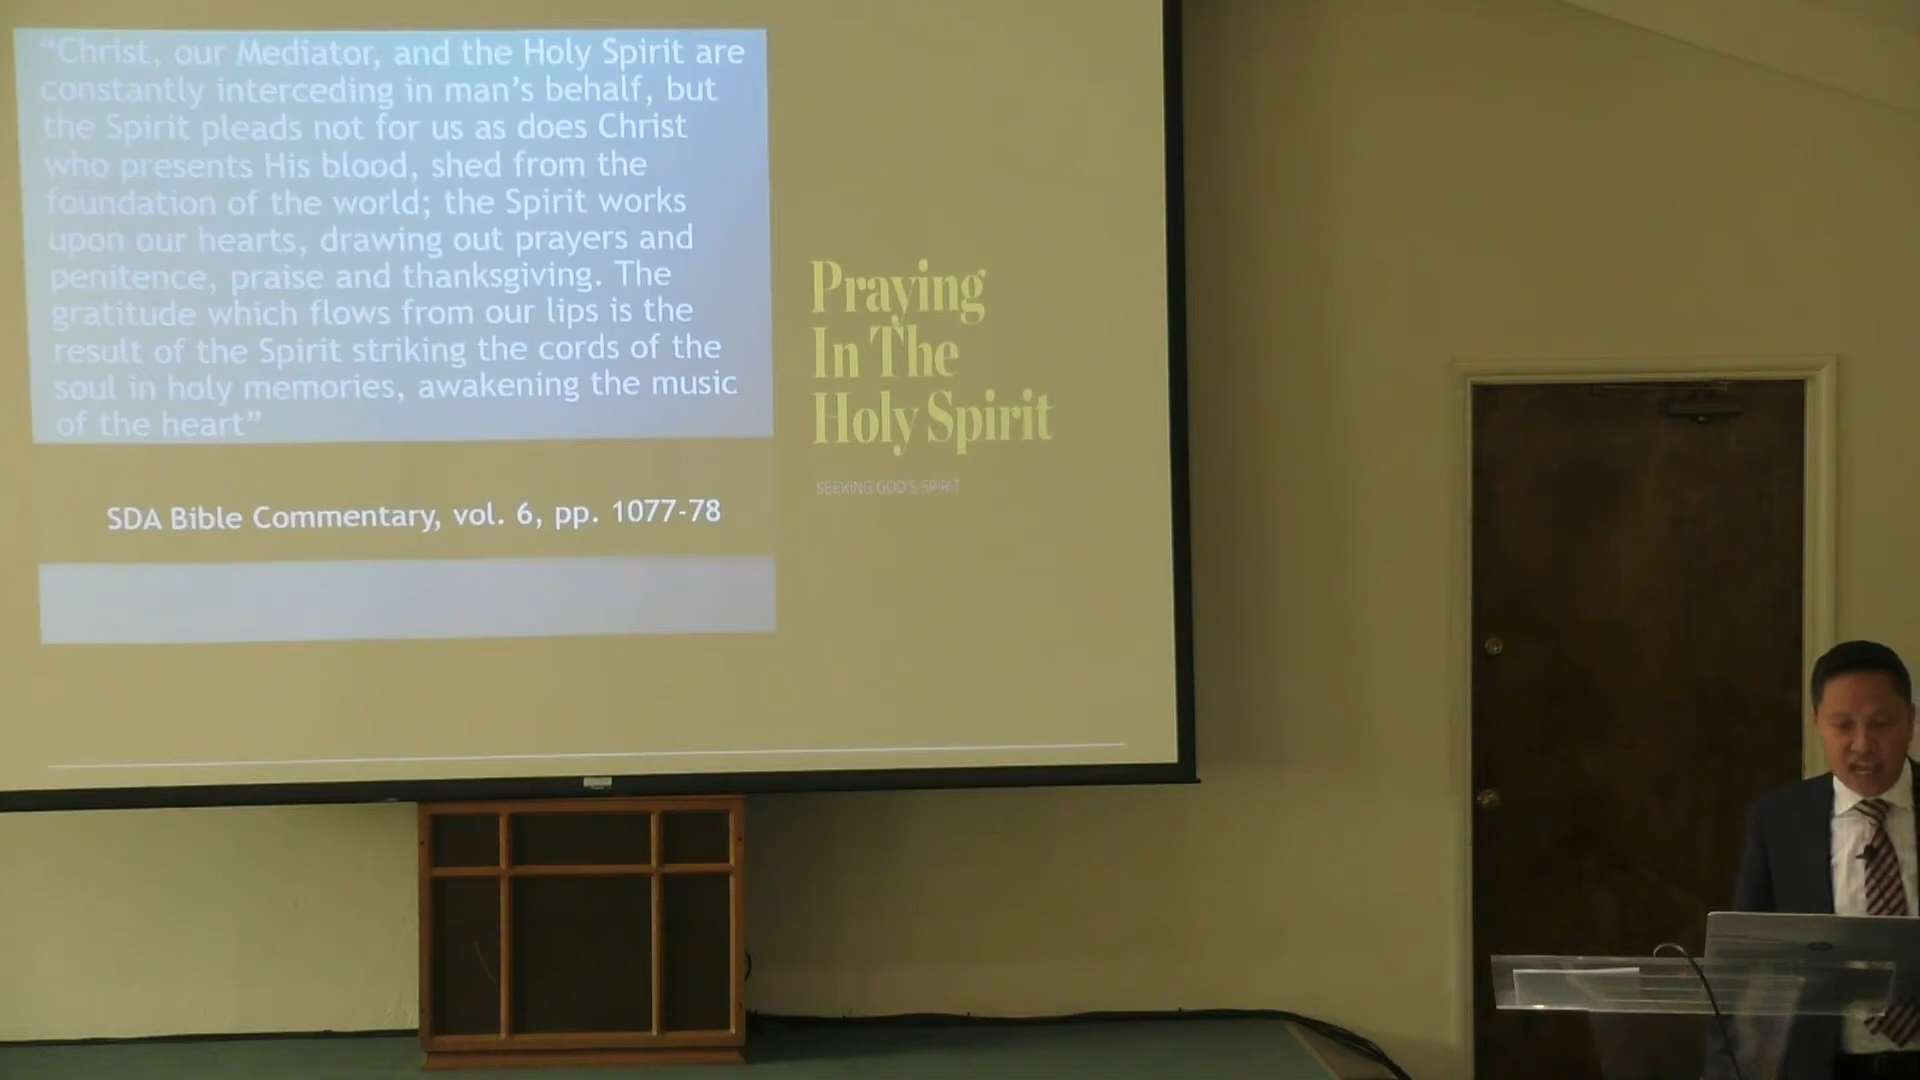 “Christ, our Mediator, and the Holy Spirit are
constantly interceding in man’s behalf, but
the Spirit pleads not for us as does Christ
who presents His blood, shed from the
foundation of the world; the Spirit works
upon our hearts, drawing out prayers and
penitence, praise and thanksgiving. The
gratitude which flows from our lips is the
result of the Spirit striking the cords of the
soul in holy memories, awakening the music
of the heart”
SDA Bible Commentary, vol. 6, pp. 1077-78
Praying
In The
Holy Spirit
SEEKING GOD'S SPIRIT